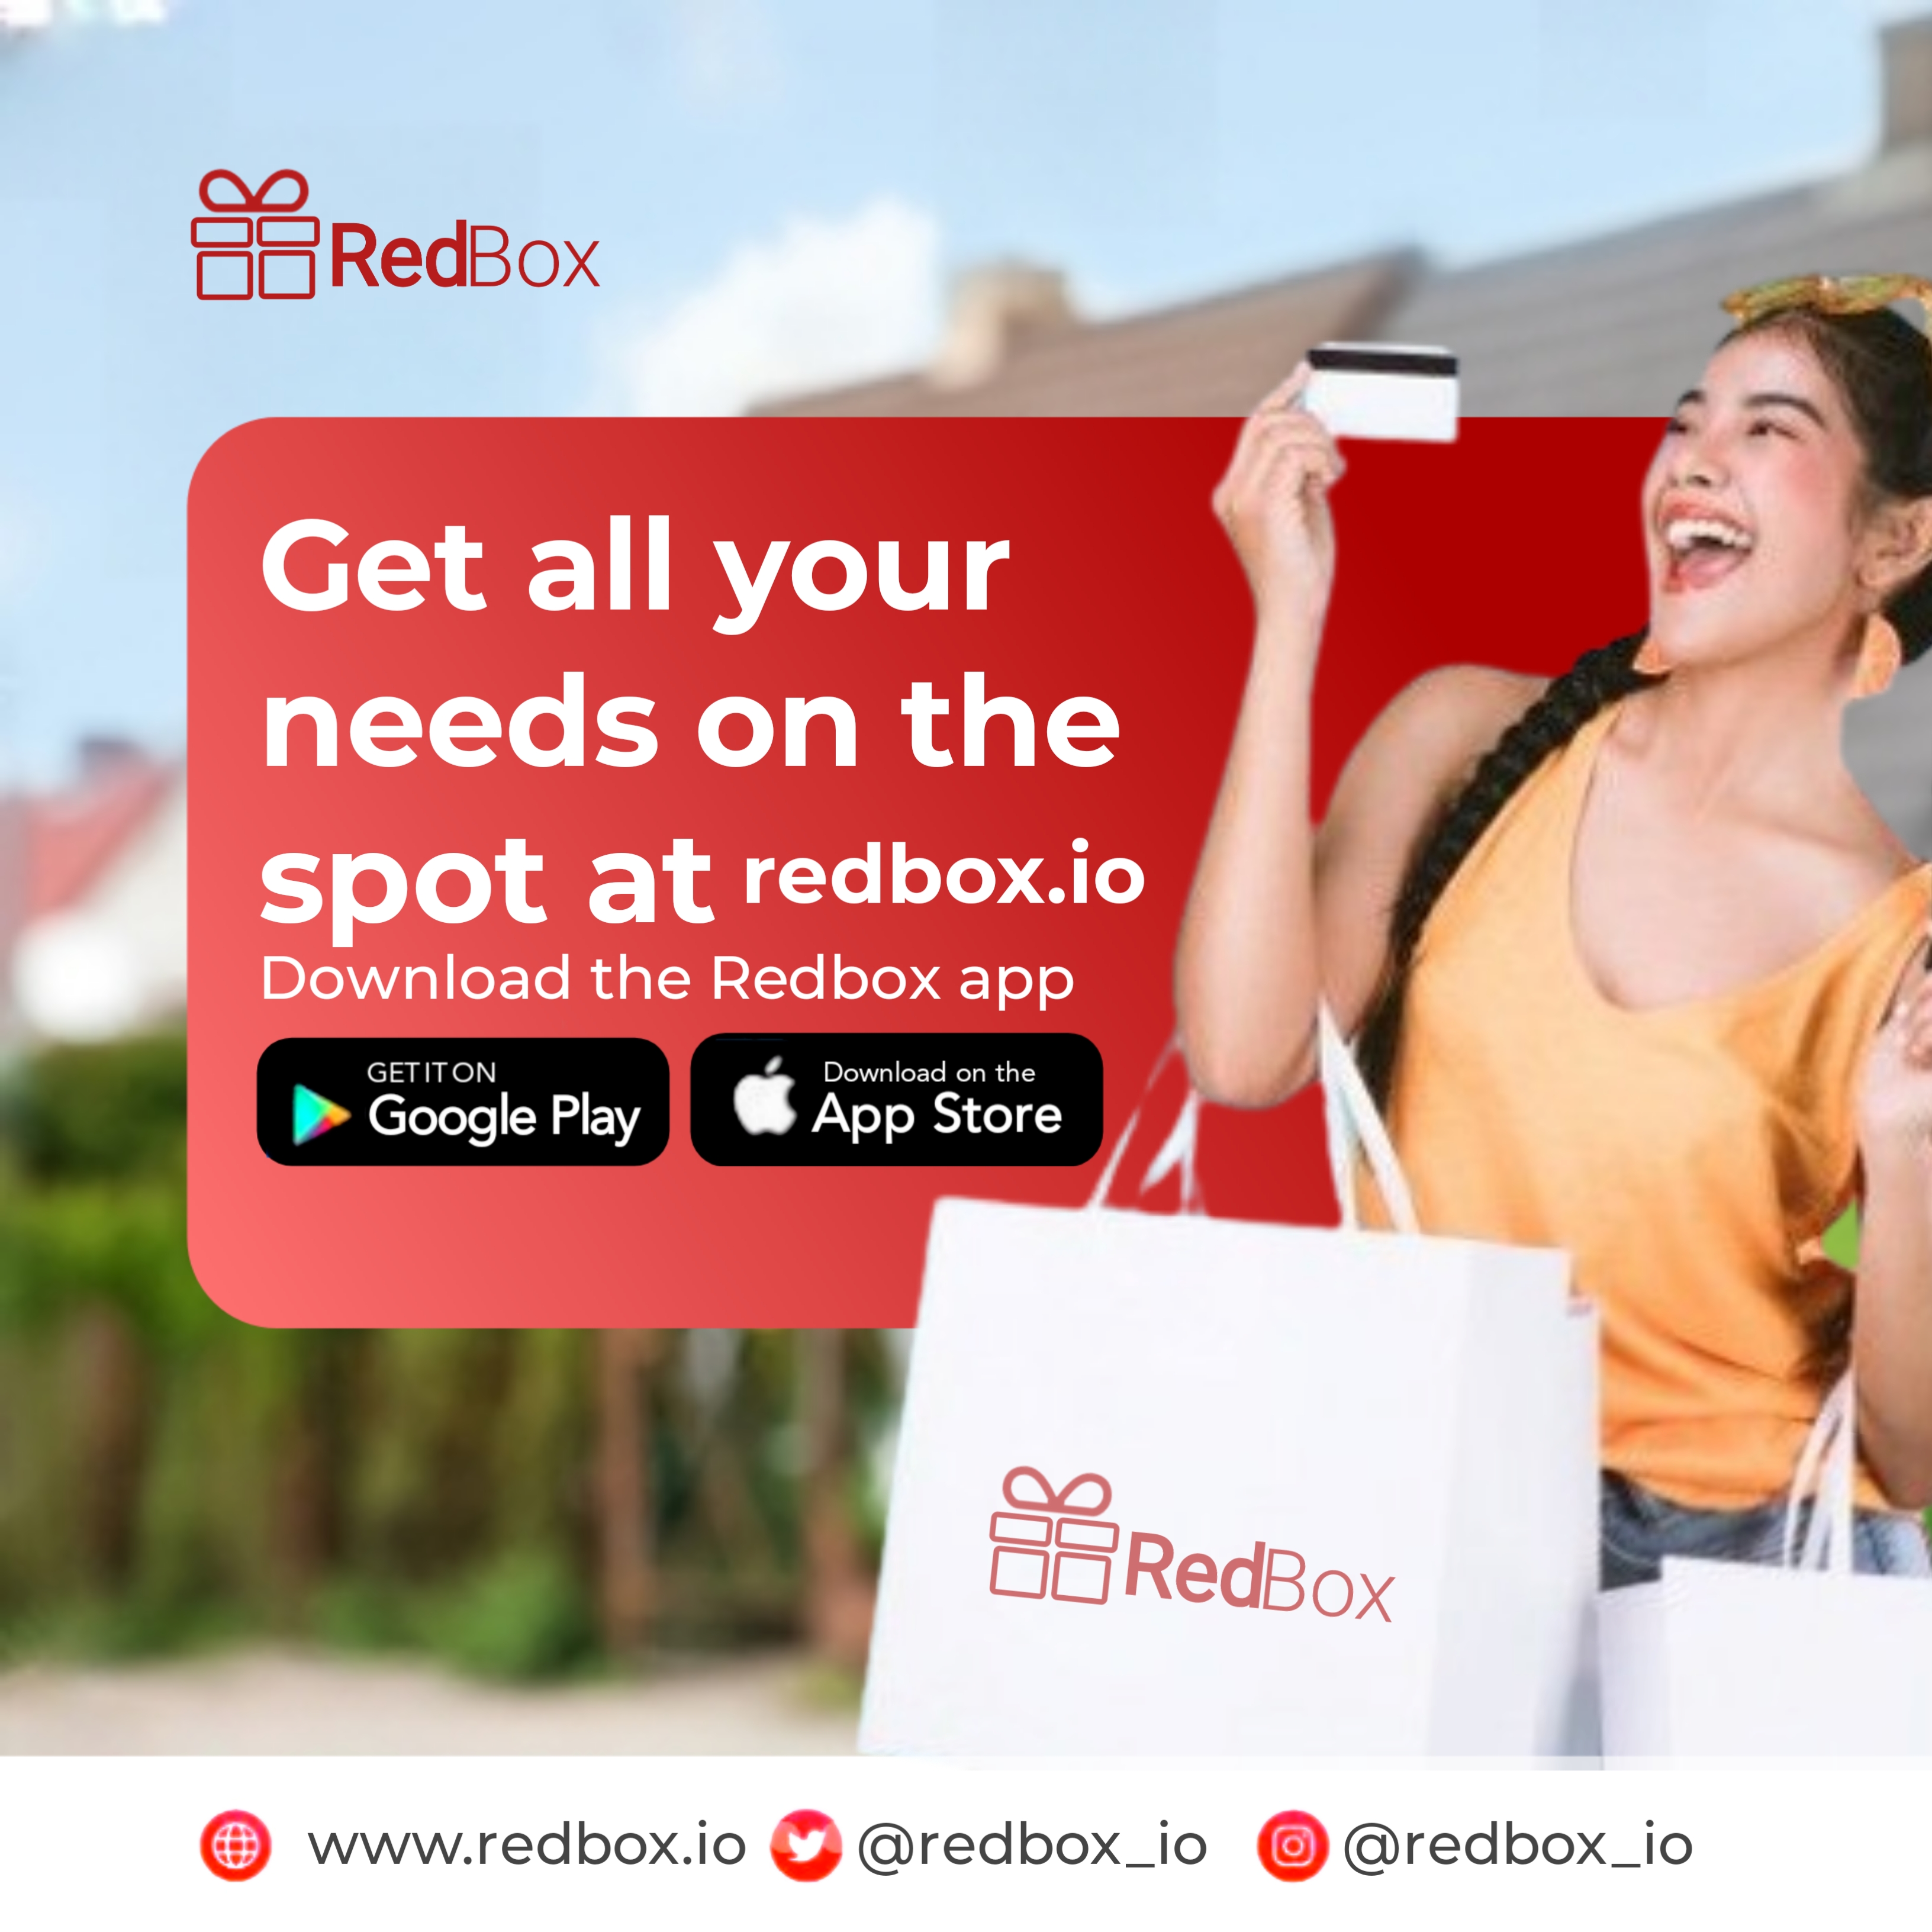 RedBox
Get all your
needs on the
spot at redbox.io
Download the Redbox app
GET IT ON
Google Play
Download on the
App Store
RedBox
www.redbox.io @redbox_io @redbox_io